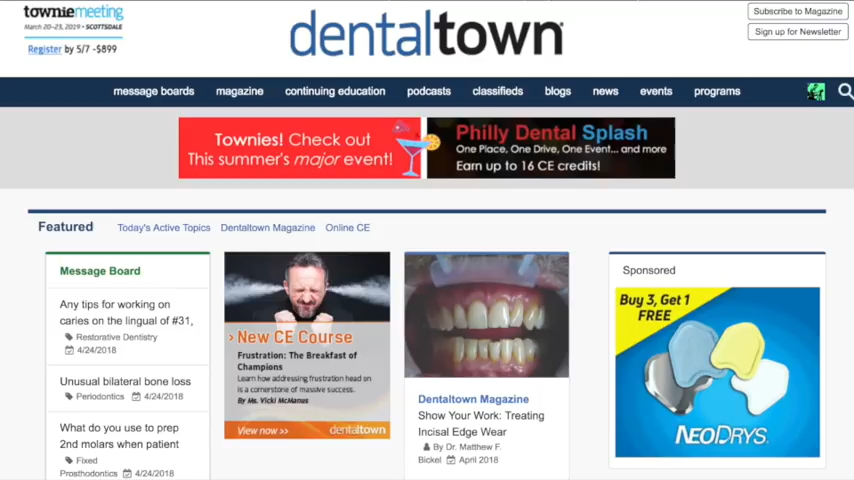 towniemeeting
March 20–23, 2019 • SCOTTSDALE
Register by 5/7 -$899
dentaltown
Subscribe to Magazine
Sign up for Newsletter
message boards magazine continuing education podcasts classifieds blogs news events programs
Townies! Check out
This summer's major event!
Philly Dental Splash
One Place, One Drive, One Event... and more
Earn up to 16 CE credits!
Featured Today's Active Topics Dentaltown Magazine Online CE
Message Board
Any tips for working on
caries on the lingual of #31,
Restorative Dentistry
4/24/2018
Unusual bilateral bone loss
Periodontics 4/24/2018
What do you use to prep
2nd molars when patient
Fixed
Prosthodontics 4/24/2018
> New CE Course
Frustration: The Breakfast of
Champions
Learn how addressing frustration head on
is a cornerstone of massive success.
By Ms. Vicki McManus
View now >> dentaltown
Dentaltown Magazine
Show Your Work: Treating
Incisal Edge Wear
By Dr. Matthew F.
Bickel April 2018
Sponsored
Buy 3, Get 1
FREE
NEODRYS.